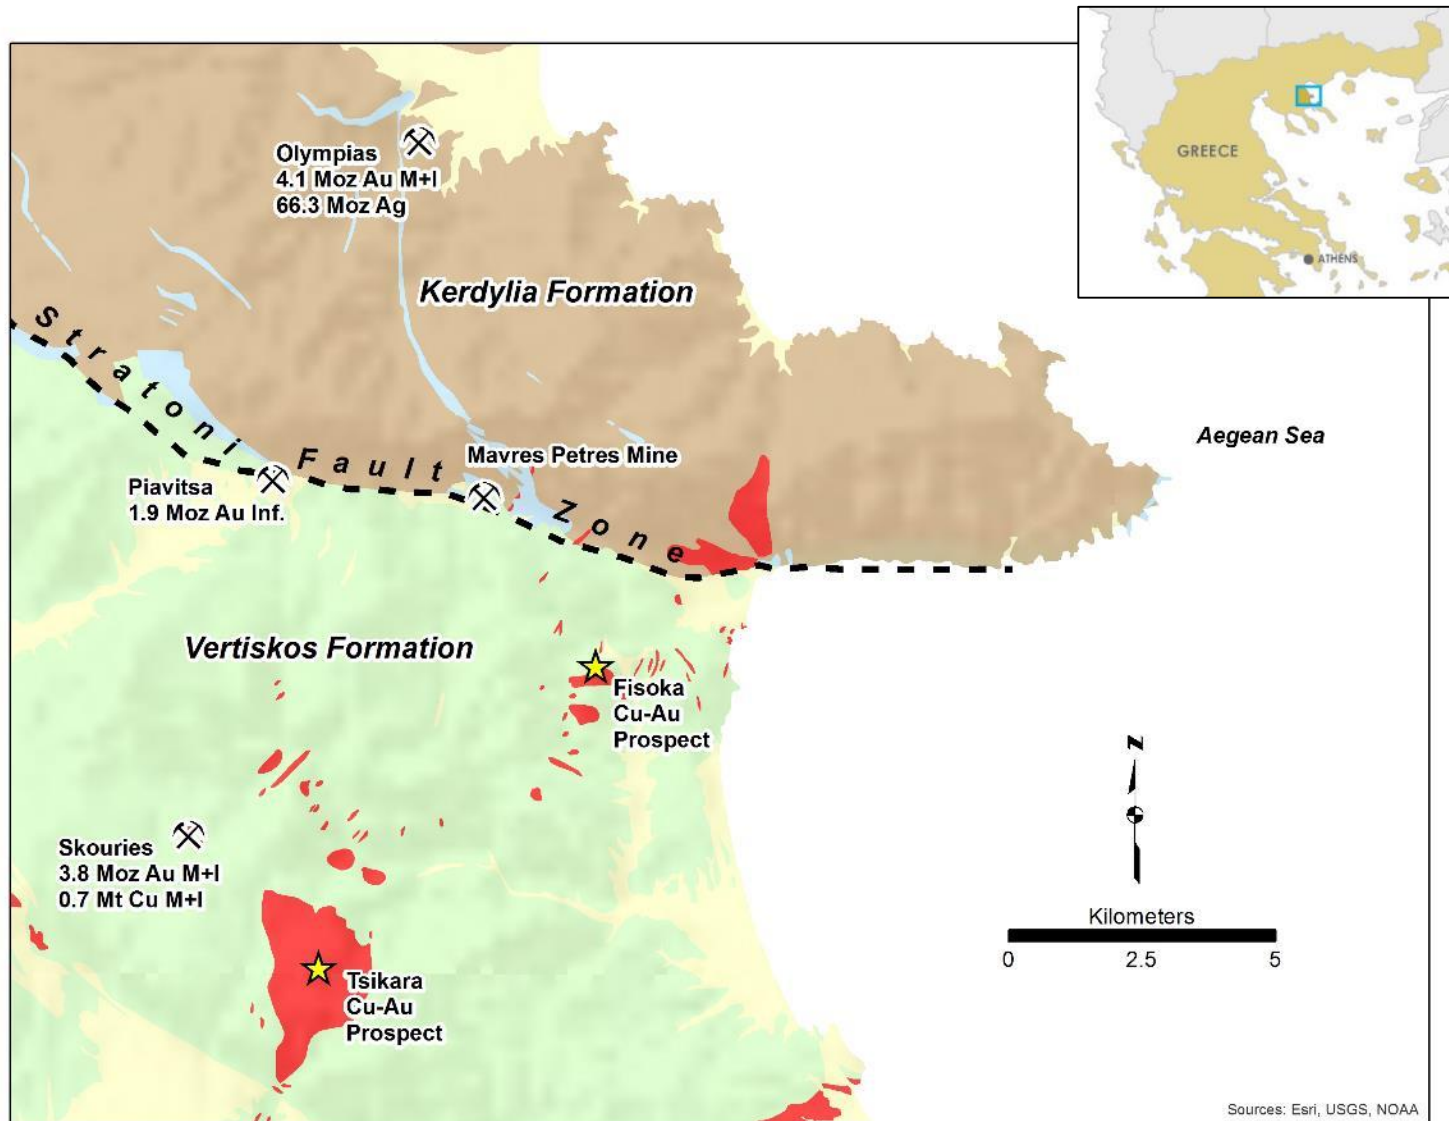 GREECE
ATHENS
Olympias
4.1 Moz Au M+I
66.3 Moz Ag
Kerdylia Formation
Stratoni Fault Zone
Aegean Sea
Mavres Petres Mine
Piavitsa
1.9 Moz Au Inf.
Vertiskos Formation
Fisoka
Cu-Au
Prospect
N
Skouries
3.8 Moz Au M+I
0.7 Mt Cu M+I
Kilometers
0 2.5 5
Tsikara
Cu-Au
Prospect
Sources: Esri, USGS, NOAA